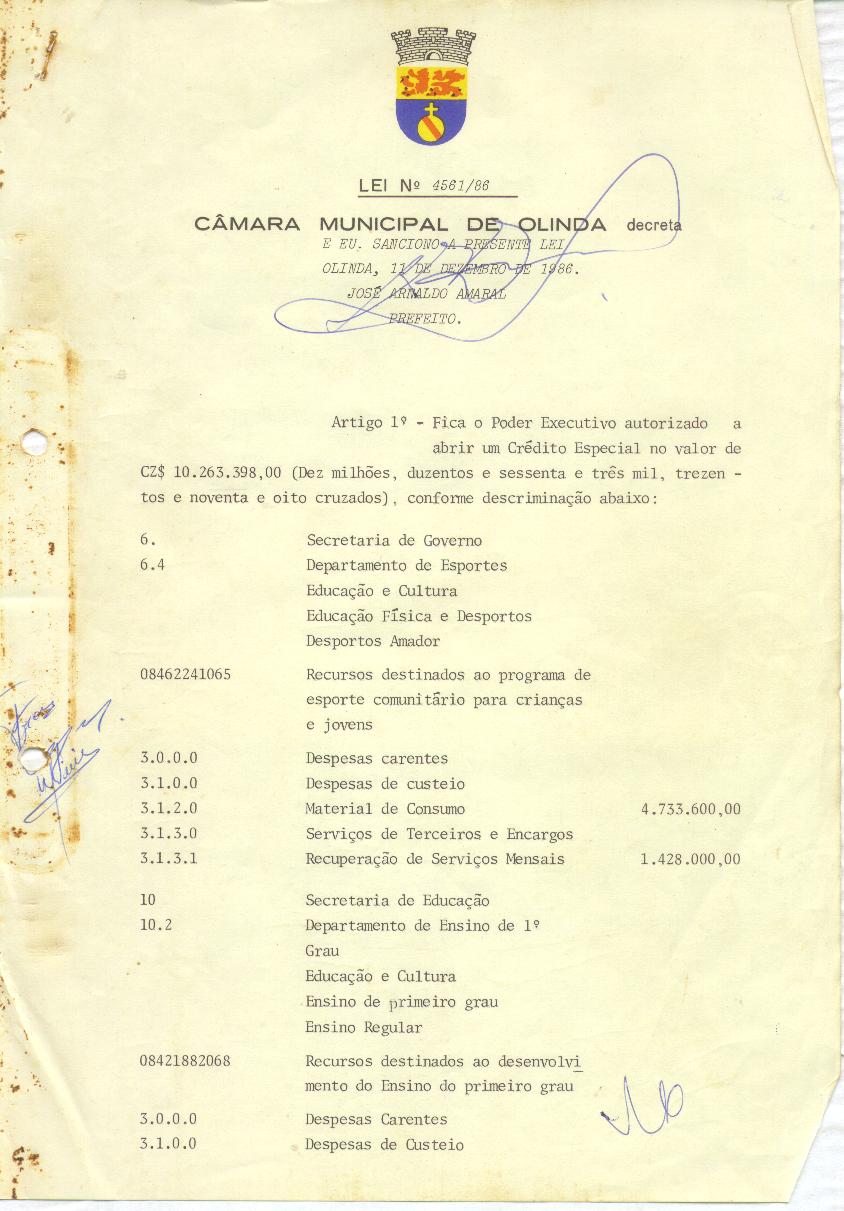 LEI Nº 4561/86
CÂMARA MUNICIPAL DE OLINDA decreta
E EU. SANCIONO A PRESENTE LEI
OLINDA, 11 DE DEZEMBRO DE 1986.
JOSÉ ARNALDO AMARAL
PREFEITO.
Artigo 1º - Fica o Poder Executivo autorizado a
abrir um Crédito Especial no valor de
CZ$ 10.263.398,00 (Dez milhões, duzentos e sessenta e três mil, trezen -
tos e noventa e oito cruzados), conforme descriminação abaixo:
6. Secretaria de Governo
6.4 Departamento de Esportes
Educação e Cultura
Educação Física e Desportos
Desportos Amador
08462241065 Recursos destinados ao programa de
esporte comunitário para crianças
e jovens
3.0.0.0 Despesas carentes
3.1.0.0 Despesas de custeio
3.1.2.0 Material de Consumo 4.733.600,00
3.1.3.0 Serviços de Terceiros e Encargos
3.1.3.1 Recuperação de Serviços Mensais 1.428.000,00
10 Secretaria de Educação
10.2 Departamento de Ensino de 1º
Grau
Educação e Cultura
Ensino de primeiro grau
Ensino Regular
08421882068 Recursos destinados ao desenvolvi
mento do Ensino do primeiro grau
3.0.0.0 Despesas Carentes
3.1.0.0 Despesas de Custeio